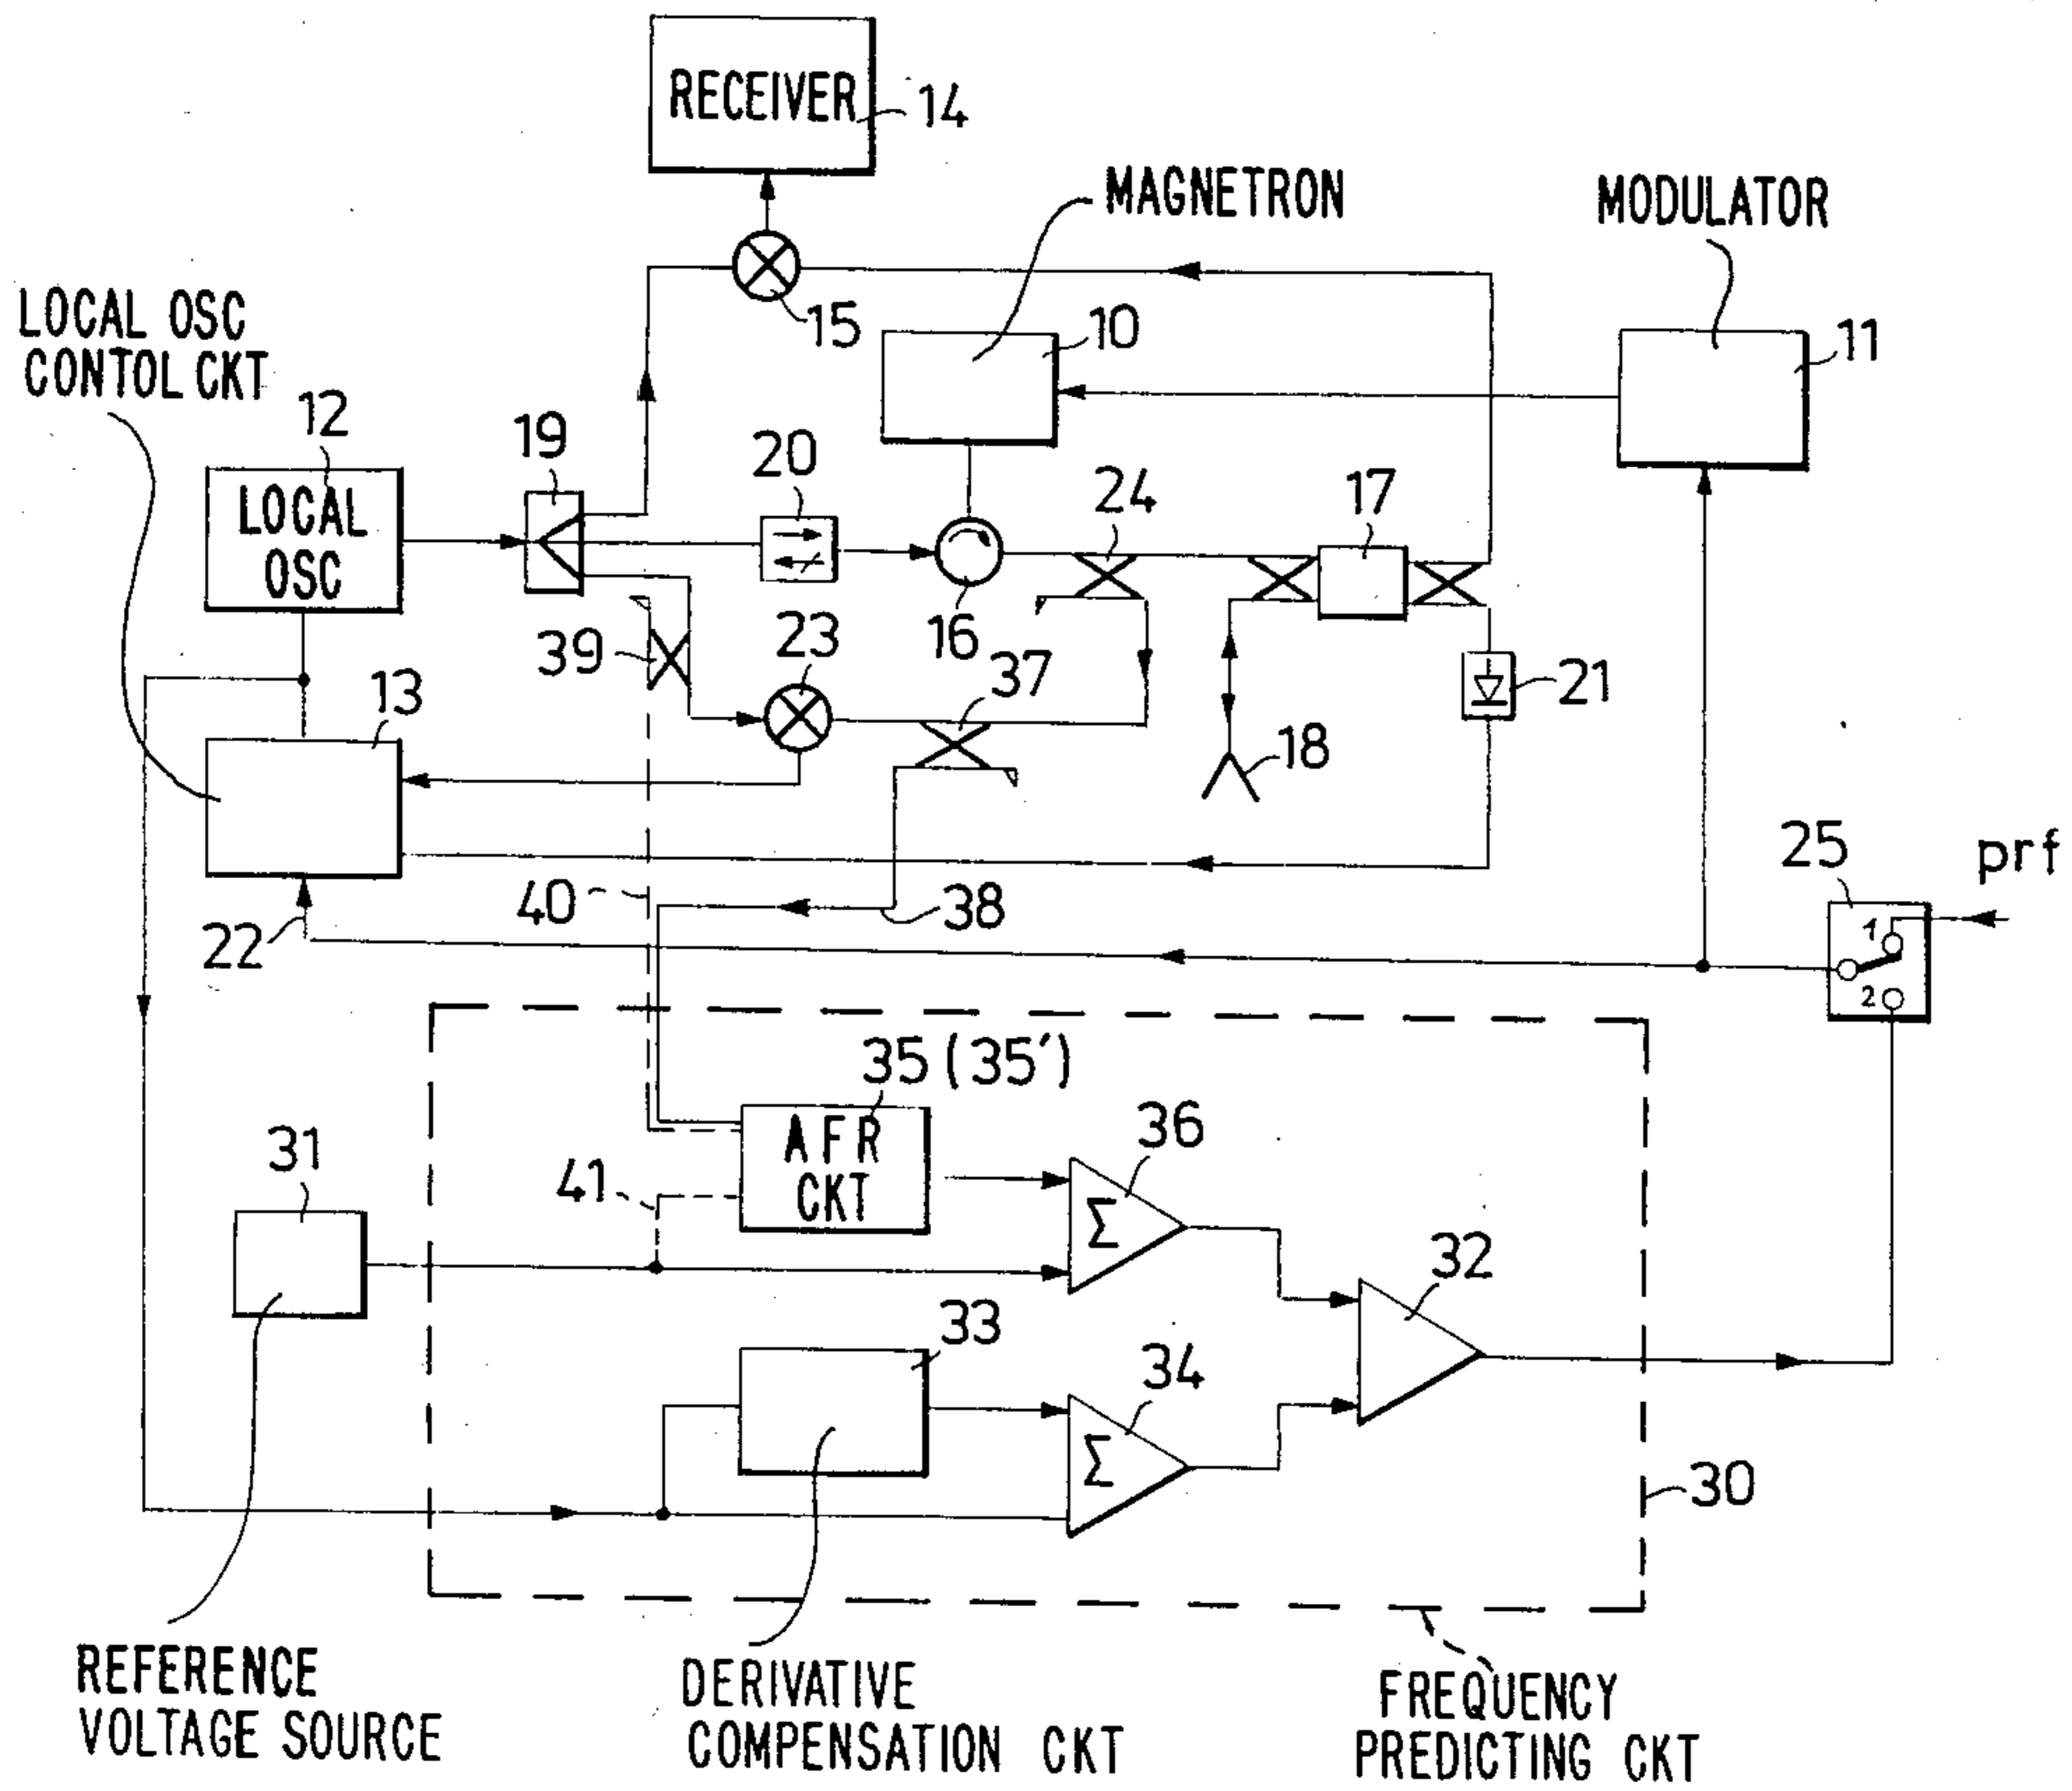 RECEIVER
14
MAGNETRON
MODULATOR
15
10
11
LOCAL OSC
CONTOL CKT
12
LOCAL
OSC
19
20
24
17
16
39
23
37
21
13
18
25
prf
1
2
40
38
22
35 (35')
AFR
CKT
36
Σ
31
41
32
33
34
Σ
30
REFERENCE
VOLTAGE SOURCE
DERIVATIVE
COMPENSATION CKT
FREQUENCY
PREDICTING CKT